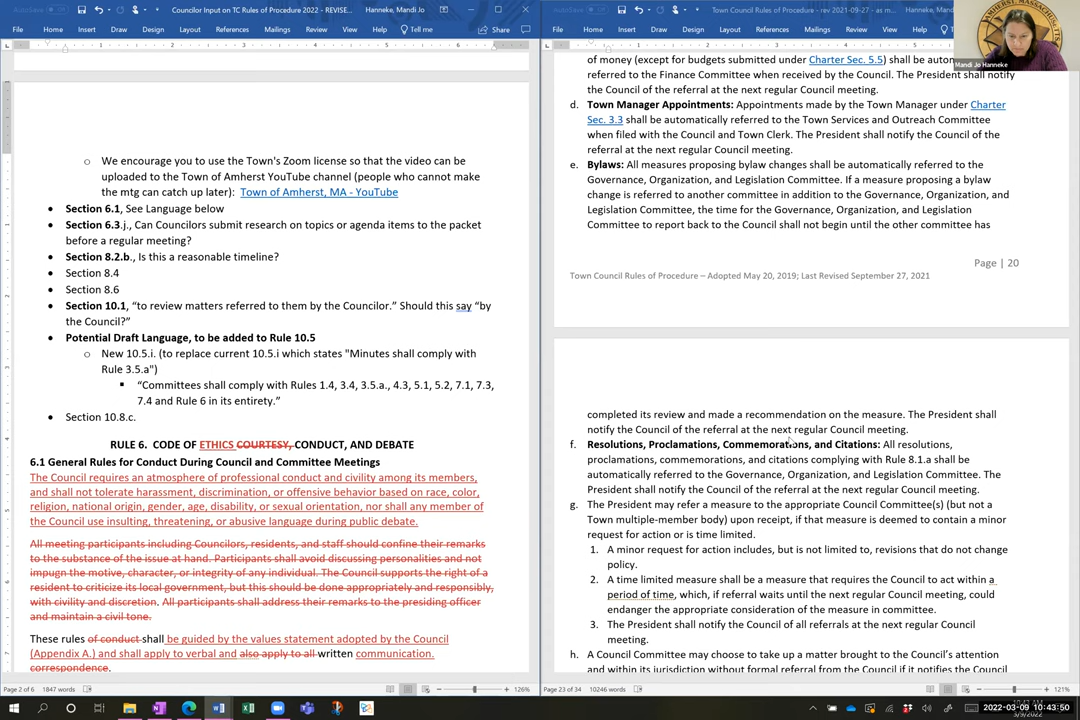 AutoSave Off
Councilor Input on TC Rules of Procedure 2022 - REVISE...
Hanneke, Mandi Jo
File Home Insert Draw Design Layout References Mailings Review View Help Tell me Share
We encourage you to use the Town's Zoom license so that the video can be
uploaded to the Town of Amherst YouTube channel (people who cannot make
the mtg can catch up later): Town of Amherst, MA - YouTube
Section 6.1, See Language below
Section 6.3.j., Can Councilors submit research on topics or agenda items to the packet
before a regular meeting?
Section 8.2.b., Is this a reasonable timeline?
Section 8.4
Section 8.6
Section 10.1, “to review matters referred to them by the Councilor.” Should this say “by
the Council?”
Potential Draft Language, to be added to Rule 10.5
New 10.5.i. (to replace current 10.5.i which states "Minutes shall comply with
Rule 3.5.a")
“Committees shall comply with Rules 1.4, 3.4, 3.5.a., 4.3, 5.1, 5.2, 7.1, 7.3,
7.4 and Rule 6 in its entirety.”
Section 10.8.c.
RULE 6. CODE OF ETHICS COURTESY, CONDUCT, AND DEBATE
6.1 General Rules for Conduct During Council and Committee Meetings
The Council requires an atmosphere of professional conduct and civility among its members,
and shall not tolerate harassment, discrimination, or offensive behavior based on race, color,
religion, national origin, gender, age, disability, or sexual orientation, nor shall any member of
the Council use insulting, threatening, or abusive language during public debate.
All meeting participants including Councilors, residents, and staff should confine their remarks
to the substance of the issue at hand. Participants shall avoid discussing personalities and not
impugn the motive, character, or integrity of any individual. The Council supports the right of a
resident to criticize its local government, but this should be done appropriately and responsibly,
with civility and discretion. All participants shall address their remarks to the presiding officer
and maintain a civil tone.
These rules of conduct shall be guided by the values statement adopted by the Council
(Appendix A.) and shall apply to verbal and also apply to all written communication.
correspondence.
Page 2 of 6 1847 words 126%
AutoSave Off
Town Council Rules of Procedure - rev 2021-09-27 - as m...
Hanneke, Mandi Jo
File Home Insert Draw Design Layout References Mailings Review View Help
of money (except for budgets submitted under Charter Sec. 5.5) shall be
referred to the Finance Committee when received by the Council. The President shall notify
the Council of the referral at the next regular Council meeting.
d. Town Manager Appointments: Appointments made by the Town Manager under Charter
Sec. 3.3 shall be automatically referred to the Town Services and Outreach Committee
when filed with the Council and Town Clerk. The President shall notify the Council of the
referral at the next regular Council meeting.
e. Bylaws: All measures proposing bylaw changes shall be automatically referred to the
Governance, Organization, and Legislation Committee. If a measure proposing a bylaw
change is referred to another committee in addition to the Governance, Organization, and
Legislation Committee, the time for the Governance, Organization, and Legislation
Committee to report back to the Council shall not begin until the other committee has
Page | 20
Town Council Rules of Procedure – Adopted May 20, 2019; Last Revised September 27, 2021
completed its review and made a recommendation on the measure. The President shall
notify the Council of the referral at the next regular Council meeting.
f. Resolutions, Proclamations, Commemorations, and Citations: All resolutions,
proclamations, commemorations, and citations complying with Rule 8.1.a shall be
automatically referred to the Governance, Organization, and Legislation Committee. The
President shall notify the Council of the referral at the next regular Council meeting.
g. The President may refer a measure to the appropriate Council Committee(s) (but not a
Town multiple-member body) upon receipt, if that measure is deemed to contain a minor
request for action or is time limited.
1. A minor request for action includes, but is not limited to, revisions that do not change
policy.
2. A time limited measure shall be a measure that requires the Council to act within a
period of time, which, if referral waits until the next regular Council meeting, could
endanger the appropriate consideration of the measure in committee.
3. The President shall notify the Council of all referrals at the next regular Council
meeting.
h. A Council Committee may choose to take up a matter brought to the Council's attention
and within its jurisdiction without formal referral from the Council if it notifies the Council
Page 23 of 34 10246 words 121%
Mandi Jo Hanneke
2022-03-09 10:43:50